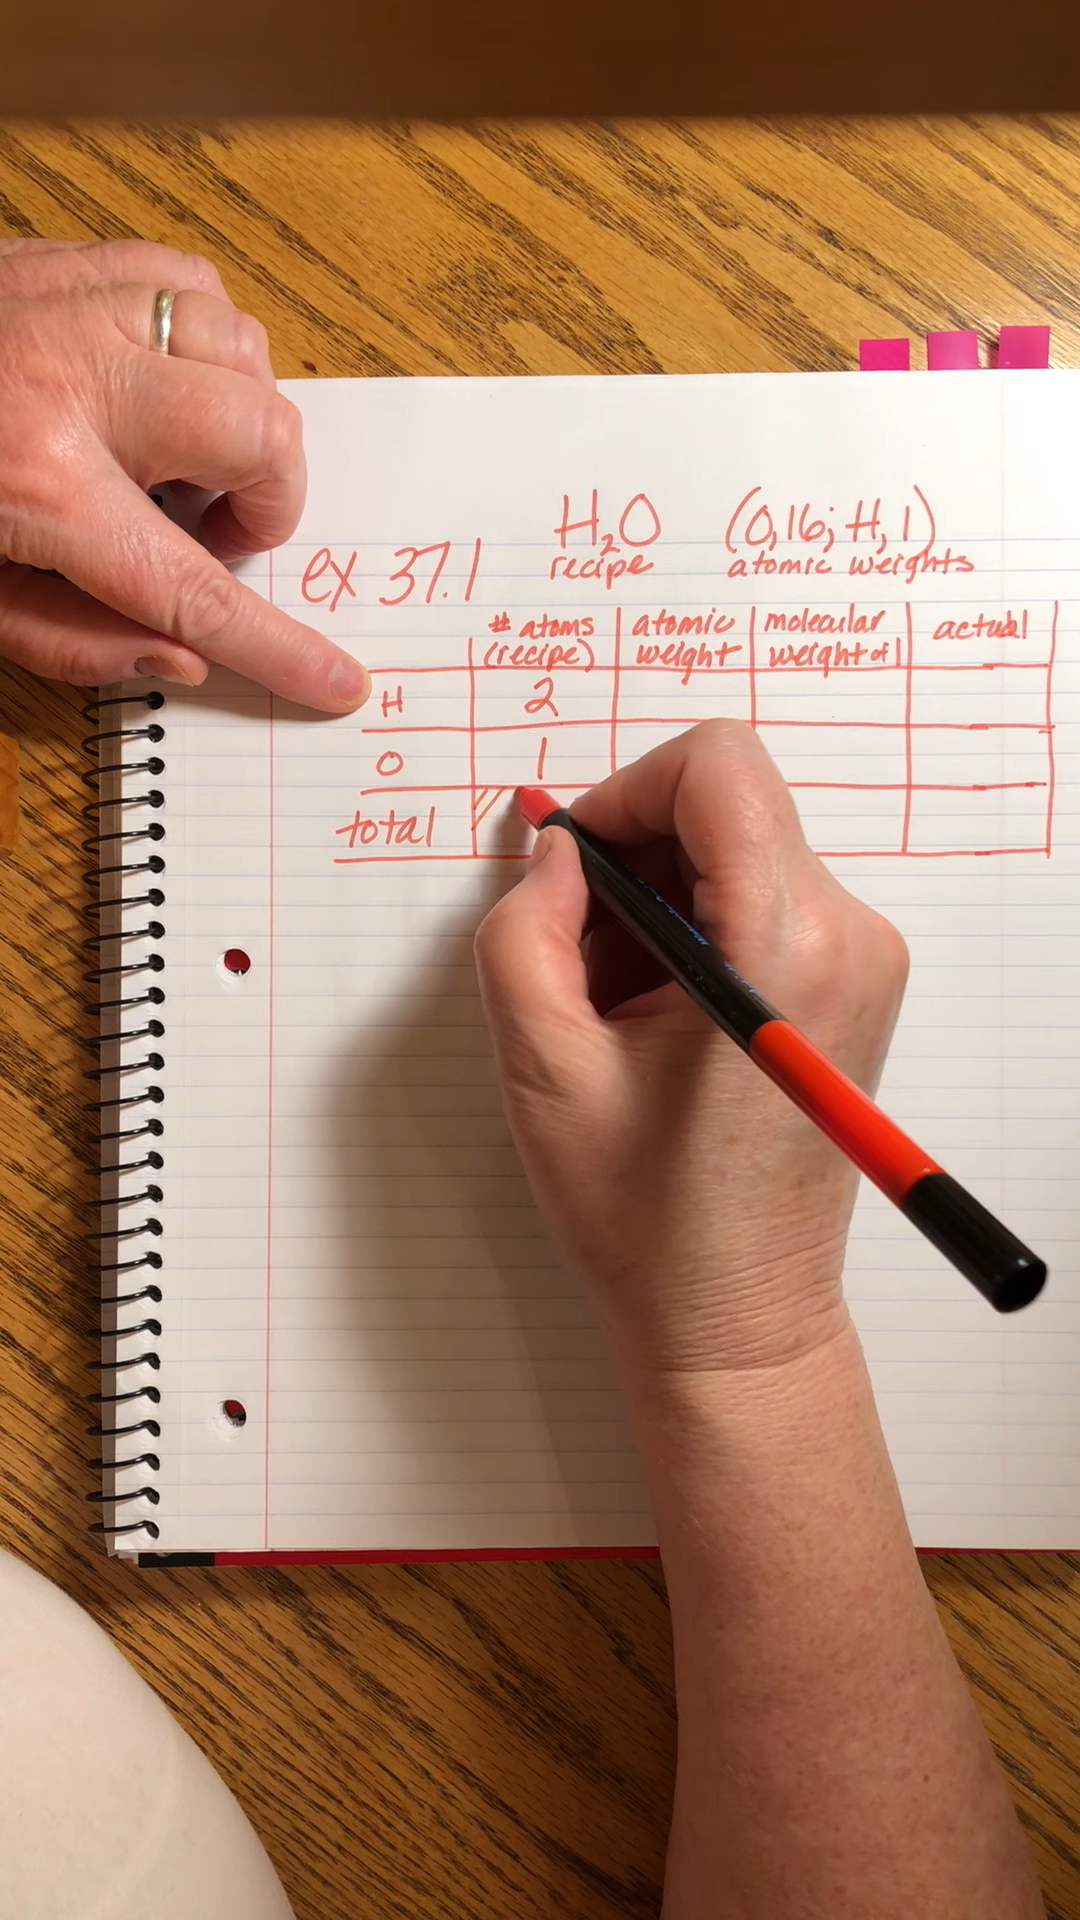 H₂O (O,16; H,1)
ex 37.1 recipe atomic weights
# atoms (recipe) atomic weight molecular weight of actual
H 2
O 1
total